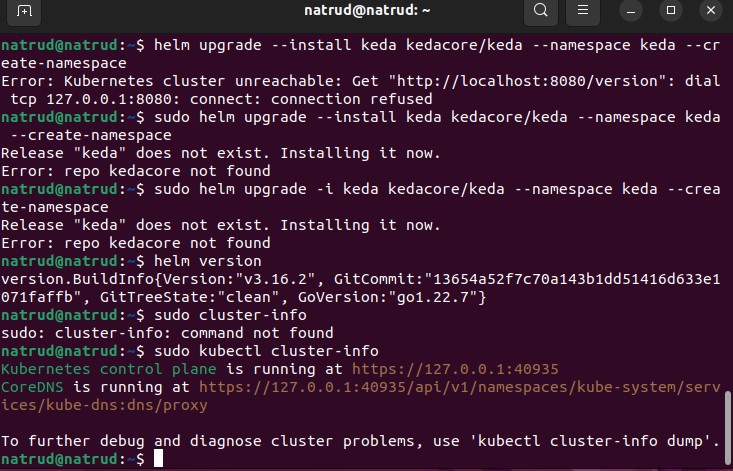 natrud@natrud: ~
natrud@natrud:~$ helm upgrade --install keda kedacore/keda --namespace keda --cr
eate-namespace
Error: Kubernetes cluster unreachable: Get "http://localhost:8080/version": dial
 tcp 127.0.0.1:8080: connect: connection refused
natrud@natrud:~$ sudo helm upgrade --install keda kedacore/keda --namespace keda
 --create-namespace
Release "keda" does not exist. Installing it now.
Error: repo kedacore not found
natrud@natrud:~$ sudo helm upgrade -i keda kedacore/keda --namespace keda --crea
te-namespace
Release "keda" does not exist. Installing it now.
Error: repo kedacore not found
natrud@natrud:~$ helm version
version.BuildInfo{Version:"v3.16.2", GitCommit:"13654a52f7c70a143b1dd51416d633e1
071faffb", GitTreeState:"clean", GoVersion:"go1.22.7"}
natrud@natrud:~$ sudo cluster-info
sudo: cluster-info: command not found
natrud@natrud:~$ sudo kubectl cluster-info
Kubernetes control plane is running at https://127.0.0.1:40935
CoreDNS is running at https://127.0.0.1:40935/api/v1/namespaces/kube-system/serv
ices/kube-dns:dns/proxy

To further debug and diagnose cluster problems, use 'kubectl cluster-info dump'.
natrud@natrud:~$